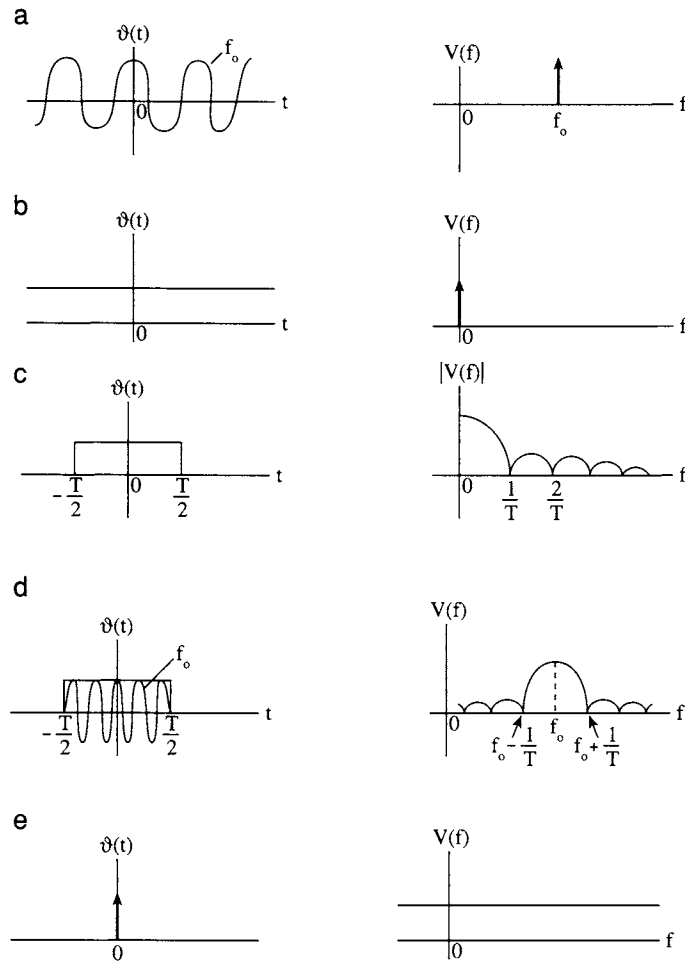 a
ϑ(t)
f₀
t
0
V(f)
0
f₀
f
b
ϑ(t)
t
0
V(f)
0
f
c
ϑ(t)
-T/2
0
T/2
t
|V(f)|
0
1/T
2/T
f
d
ϑ(t)
f₀
-T/2
T/2
t
V(f)
0
f₀ - 1/T
f₀
f₀ + 1/T
f
e
ϑ(t)
0
V(f)
0
f